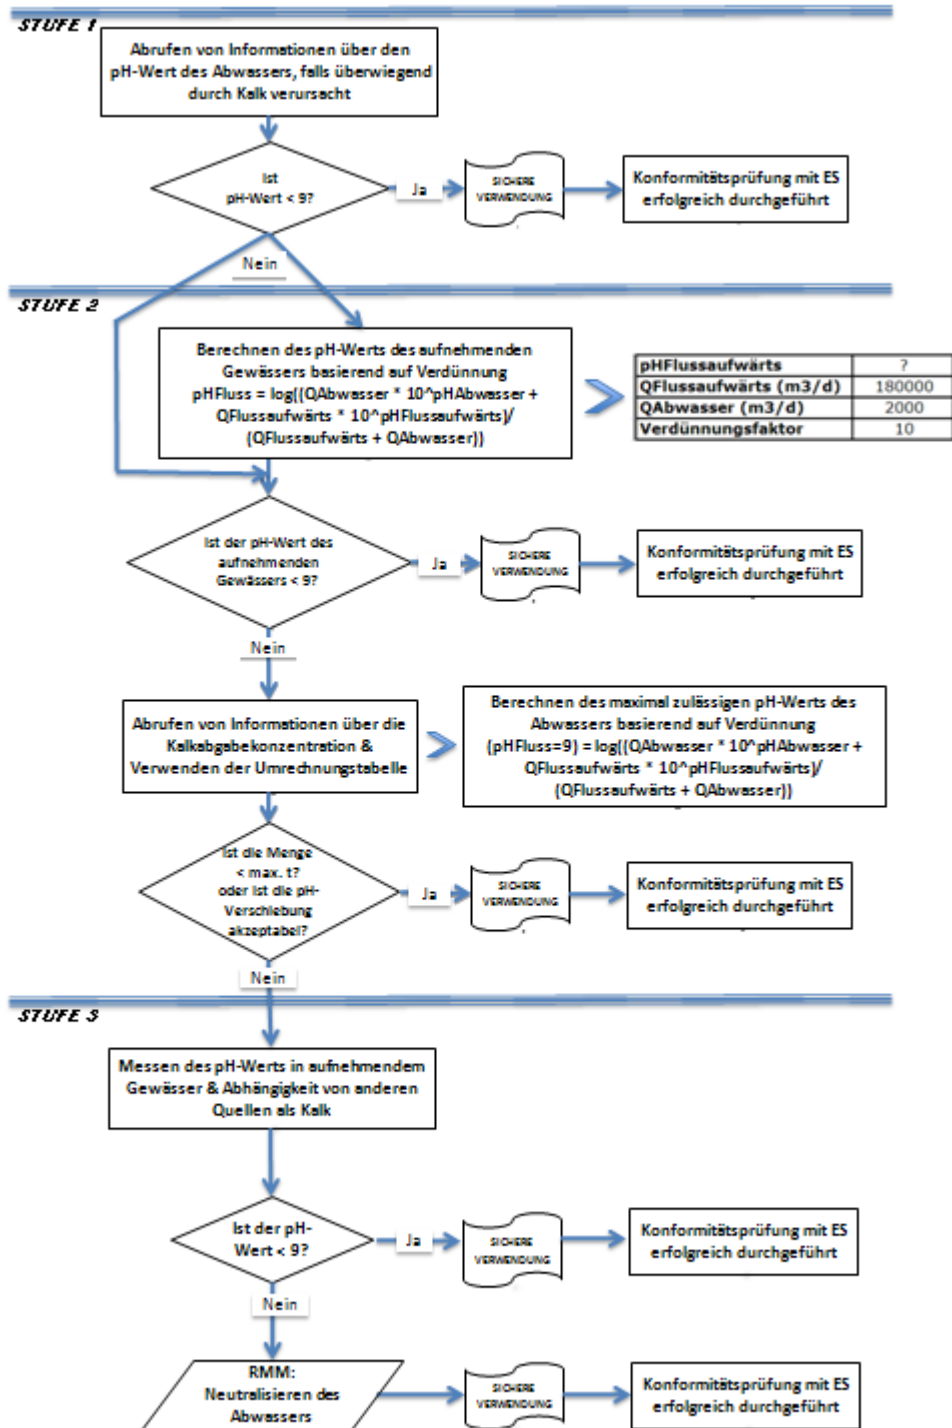 STUFE 1
Abrufen von Informationen über den
pH-Wert des Abwassers, falls überwiegend
durch Kalk verursacht
Ist
pH-Wert < 9?
Ja
SICHERE
VERWENDUNG
Konformitätsprüfung mit ES
erfolgreich durchgeführt
Nein
STUFE 2
Berechnen des pH-Werts des aufnehmenden
Gewässers basierend auf Verdünnung
pHFluss = log((QAbwasser * 10^pHAbwasser +
QFlussaufwärts * 10^pHFlussaufwärts)/
(QFlussaufwärts + QAbwasser))
pHFlussaufwärts ?
QFlussaufwärts (m3/d) 180000
QAbwasser (m3/d) 2000
Verdünnungsfaktor 10
Ist der pH-Wert des
aufnehmenden
Gewässers < 9?
Ja
SICHERE
VERWENDUNG
Konformitätsprüfung mit ES
erfolgreich durchgeführt
Nein
Abrufen von Informationen über die
Kalkabgabekonzentration &
Verwenden der Umrechnungstabelle
Berechnen des maximal zulässigen pH-Werts des
Abwassers basierend auf Verdünnung
(pHFluss=9) = log((QAbwasser * 10^pHAbwasser +
QFlussaufwärts * 10^pHFlussaufwärts)/
(QFlussaufwärts + QAbwasser))
Ist die Menge
< max. t?
oder ist die pH-
Verschiebung
akzeptabel?
Ja
SICHERE
VERWENDUNG
Konformitätsprüfung mit ES
erfolgreich durchgeführt
Nein
STUFE 3
Messen des pH-Werts in aufnehmendem
Gewässer & Abhängigkeit von anderen
Quellen als Kalk
Ist der pH-
Wert < 9?
Ja
SICHERE
VERWENDUNG
Konformitätsprüfung mit ES
erfolgreich durchgeführt
Nein
RMM:
Neutralisieren des
Abwassers
SICHERE
VERWENDUNG
Konformitätsprüfung mit ES
erfolgreich durchgeführt